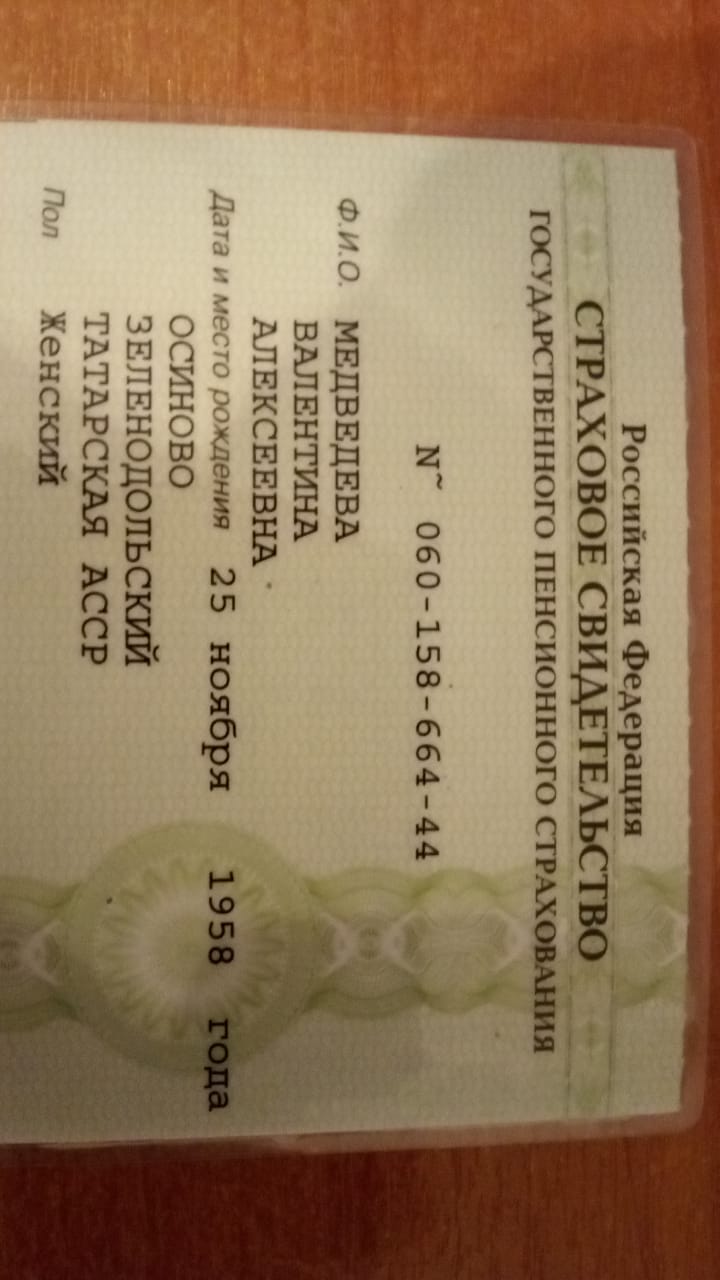 Российская Федерация
СТРАХОВОЕ СВИДЕТЕЛЬСТВО
ГОСУДАРСТВЕННОГО ПЕНСИОННОГО СТРАХОВАНИЯ
N~ 060-158-664-44
Ф.И.О. МЕДВЕДЕВА
ВАЛЕНТИНА
АЛЕКСЕЕВНА
Дата и место рождения 25 ноября 1958 года
ОСИНОВО
ЗЕЛЕНОДОЛЬСКИЙ
ТАТАРСКАЯ АССР
Пол Женский